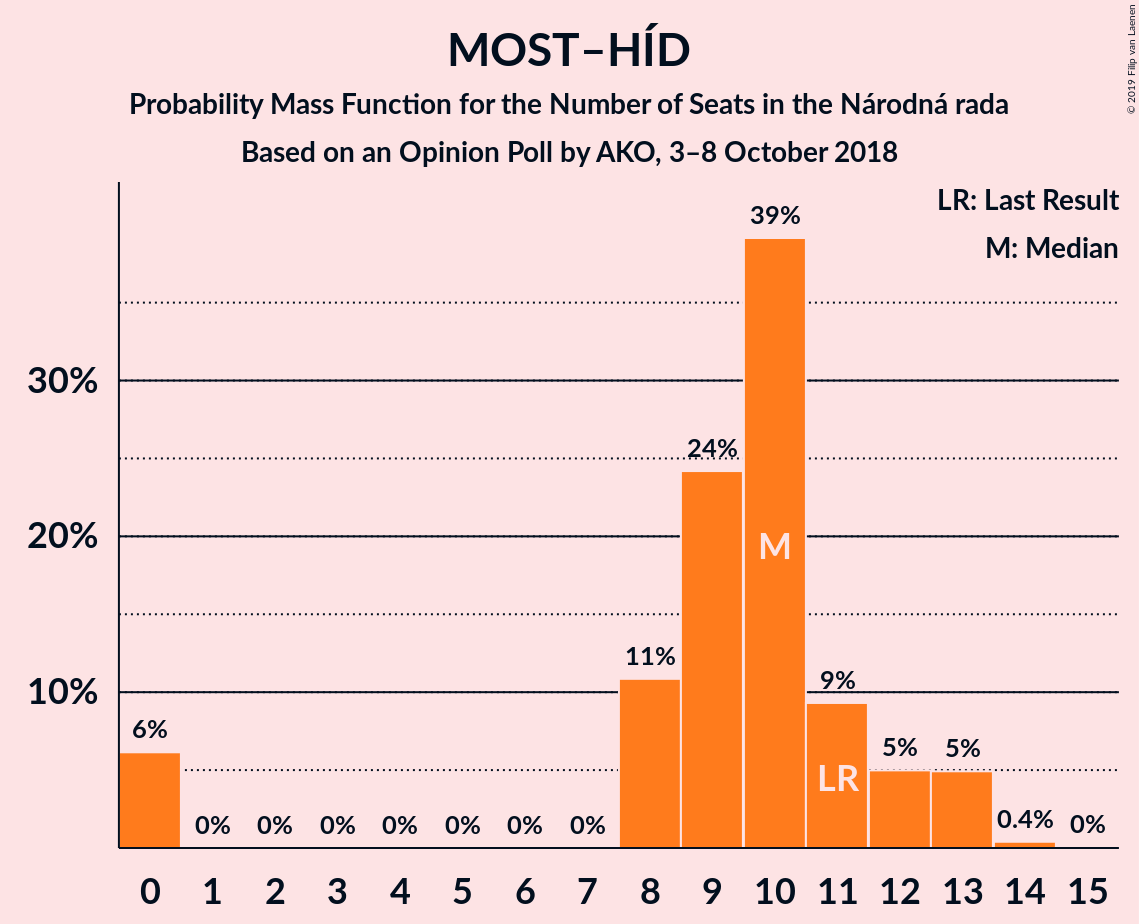 MOST–HÍD
Probability Mass Function for the Number of Seats in the Národná rada
Based on an Opinion Poll by AKO, 3–8 October 2018
© 2019 Filip van Laenen
LR: Last Result
M: Median
39%
30%
24%
20%
M
11%
10%
9%
6%
5%
5%
LR
0%
0%
0%
0%
0%
0%
0%
0.4%
0%
0 1 2 3 4 5 6 7 8 9 10 11 12 13 14 15